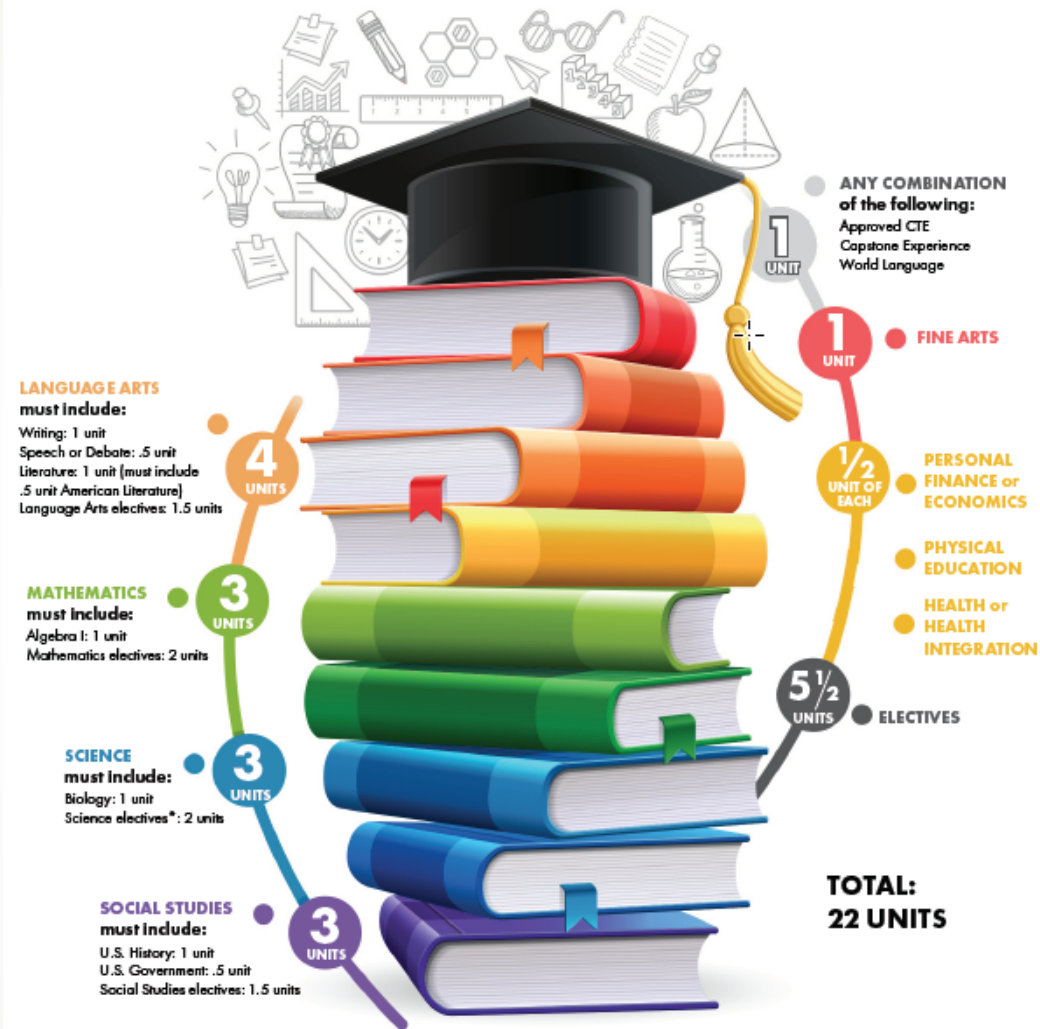 ANY COMBINATION
of the following:
Approved CTE
Capstone Experience
World Language
1
UNIT
1
UNIT
FINE ARTS
LANGUAGE ARTS
must include:
Writing: 1 unit
Speech or Debate: .5 unit
Literature: 1 unit (must include
.5 unit American Literature)
Language Arts electives: 1.5 units
4
UNITS
1/2
UNIT OF
EACH
PERSONAL
FINANCE or
ECONOMICS
PHYSICAL
EDUCATION
HEALTH or
HEALTH
INTEGRATION
MATHEMATICS
must include:
Algebra I: 1 unit
Mathematics electives: 2 units
3
UNITS
5 1/2
UNITS
ELECTIVES
SCIENCE
must include:
Biology: 1 unit
Science electives*: 2 units
3
UNITS
SOCIAL STUDIES
must include:
U.S. History: 1 unit
U.S. Government: .5 unit
Social Studies electives: 1.5 units
3
UNITS
TOTAL:
22 UNITS